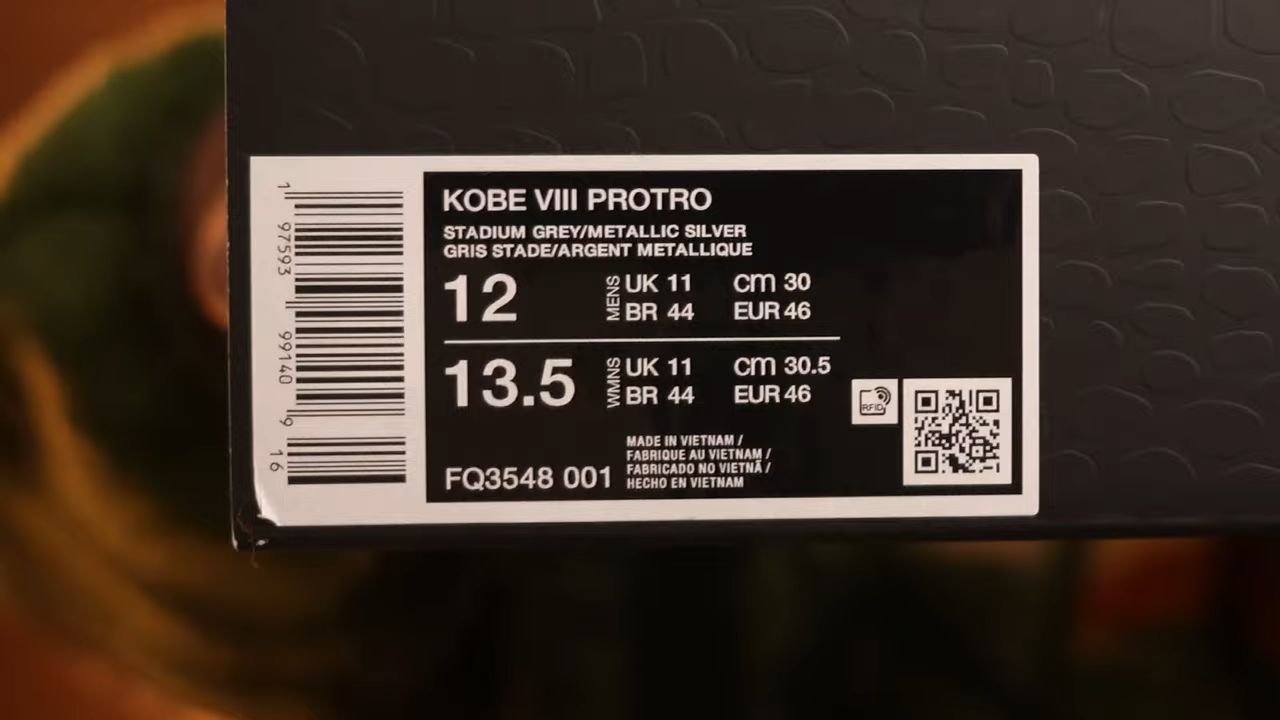 1 97593 99140 9 16
KOBE VIII PROTRO
STADIUM GREY/METALLIC SILVER
GRIS STADE/ARGENT METALLIQUE
12 MENS UK 11 cm 30
BR 44 EUR 46
13.5 WMNS UK 11 cm 30.5
BR 44 EUR 46
RFID
MADE IN VIETNAM /
FABRIQUE AU VIETNAM /
FABRICADO NO VIETNÃ /
HECHO EN VIETNAM
FQ3548 001